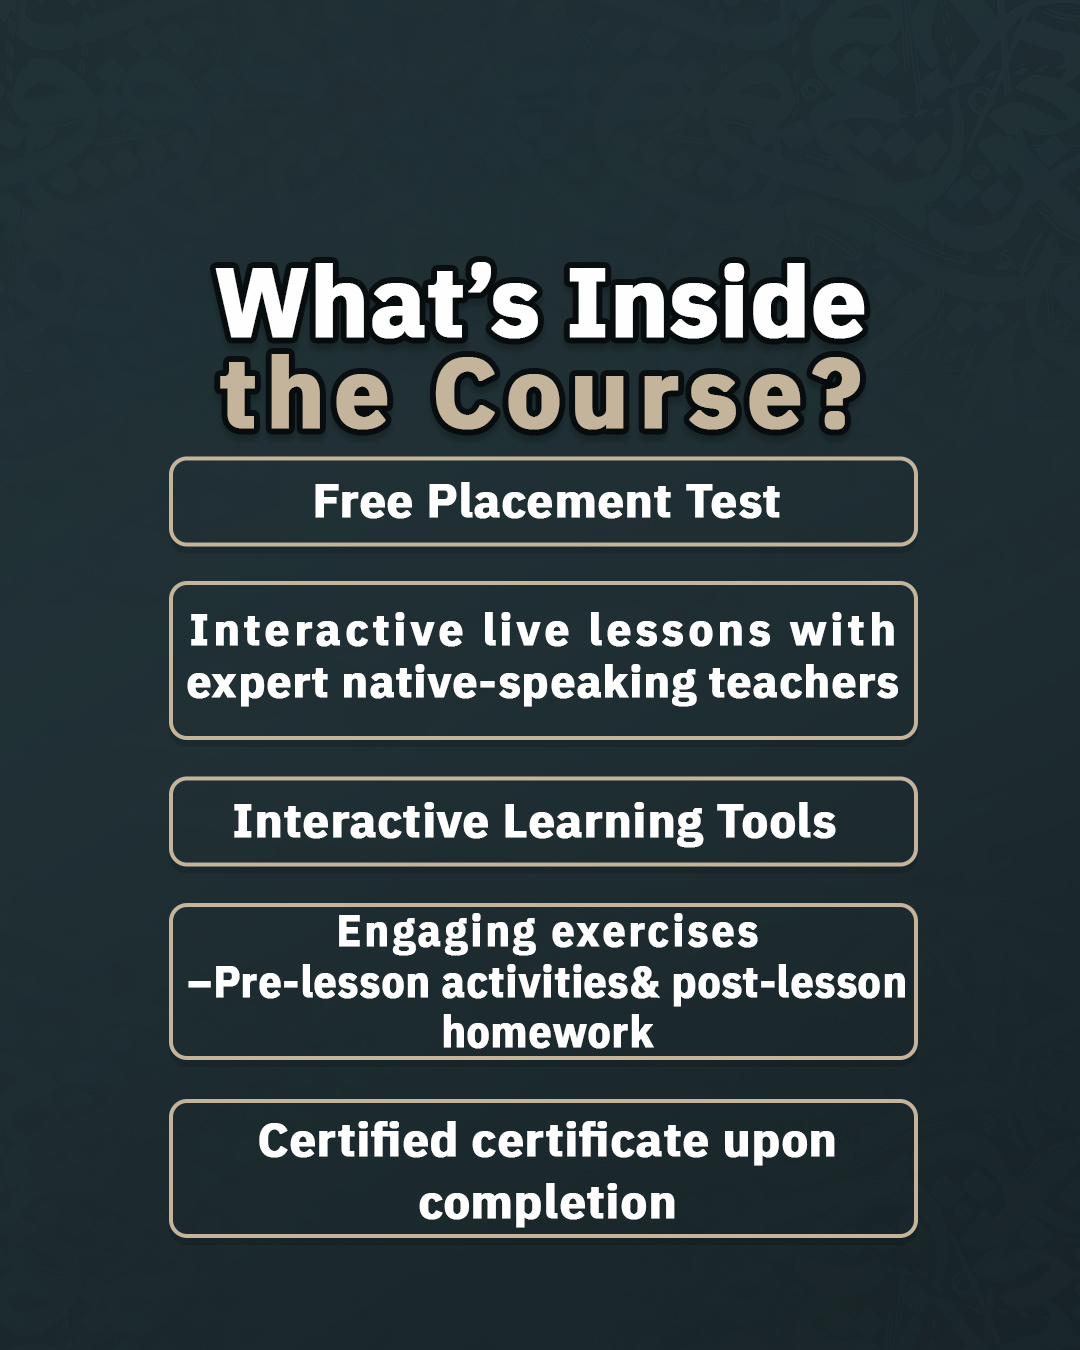 What’s Inside
the Course?
Free Placement Test
Interactive live lessons with
expert native-speaking teachers
Interactive Learning Tools
Engaging exercises
–Pre-lesson activities& post-lesson
homework
Certified certificate upon
completion